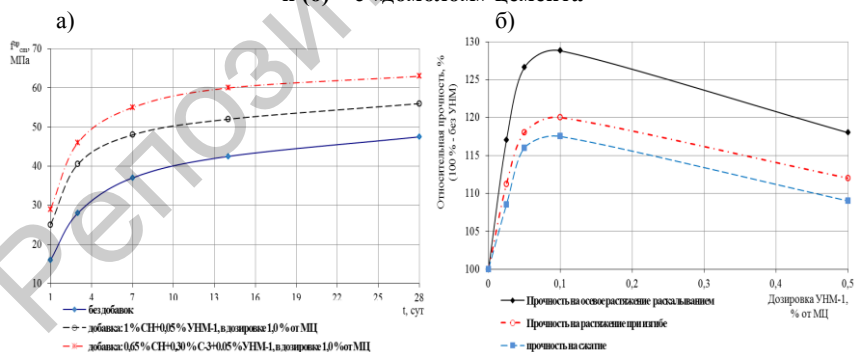 и (б) – с «домолом» цемента
а)
б)
f
МПа
70
60
50
40
30
20
10
1 4 7 10 13 16 19 22 25 28
t, сут
без добавок
добавка: 1 % СН+0,05 % УНМ-1, в дозировке 1,0 % от МЦ
добавка: 0,65 % СН+0,30 % С-3+0,05 % УНМ-1, в дозировке 1,0 % от МЦ
Относительная прочность, %
(100 % - без УНМ)
130
125
120
115
110
105
100
0 0,1 0,2 0,3 0,4 0,5
Дозировка УНМ-1,
% от МЦ
Прочность на осевое растяжение раскалыванием
Прочность на растяжение при изгибе
прочность на сжатие
Репози